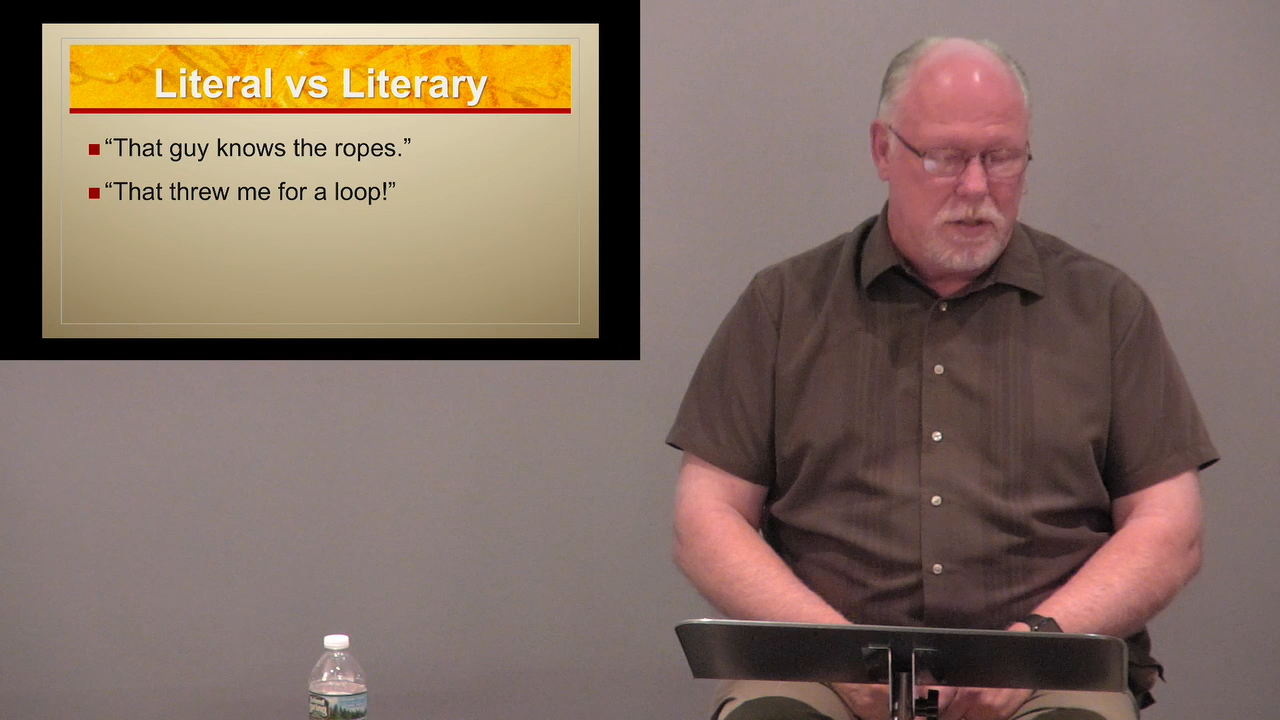 Literal vs Literary
“That guy knows the ropes.”
“That threw me for a loop!”